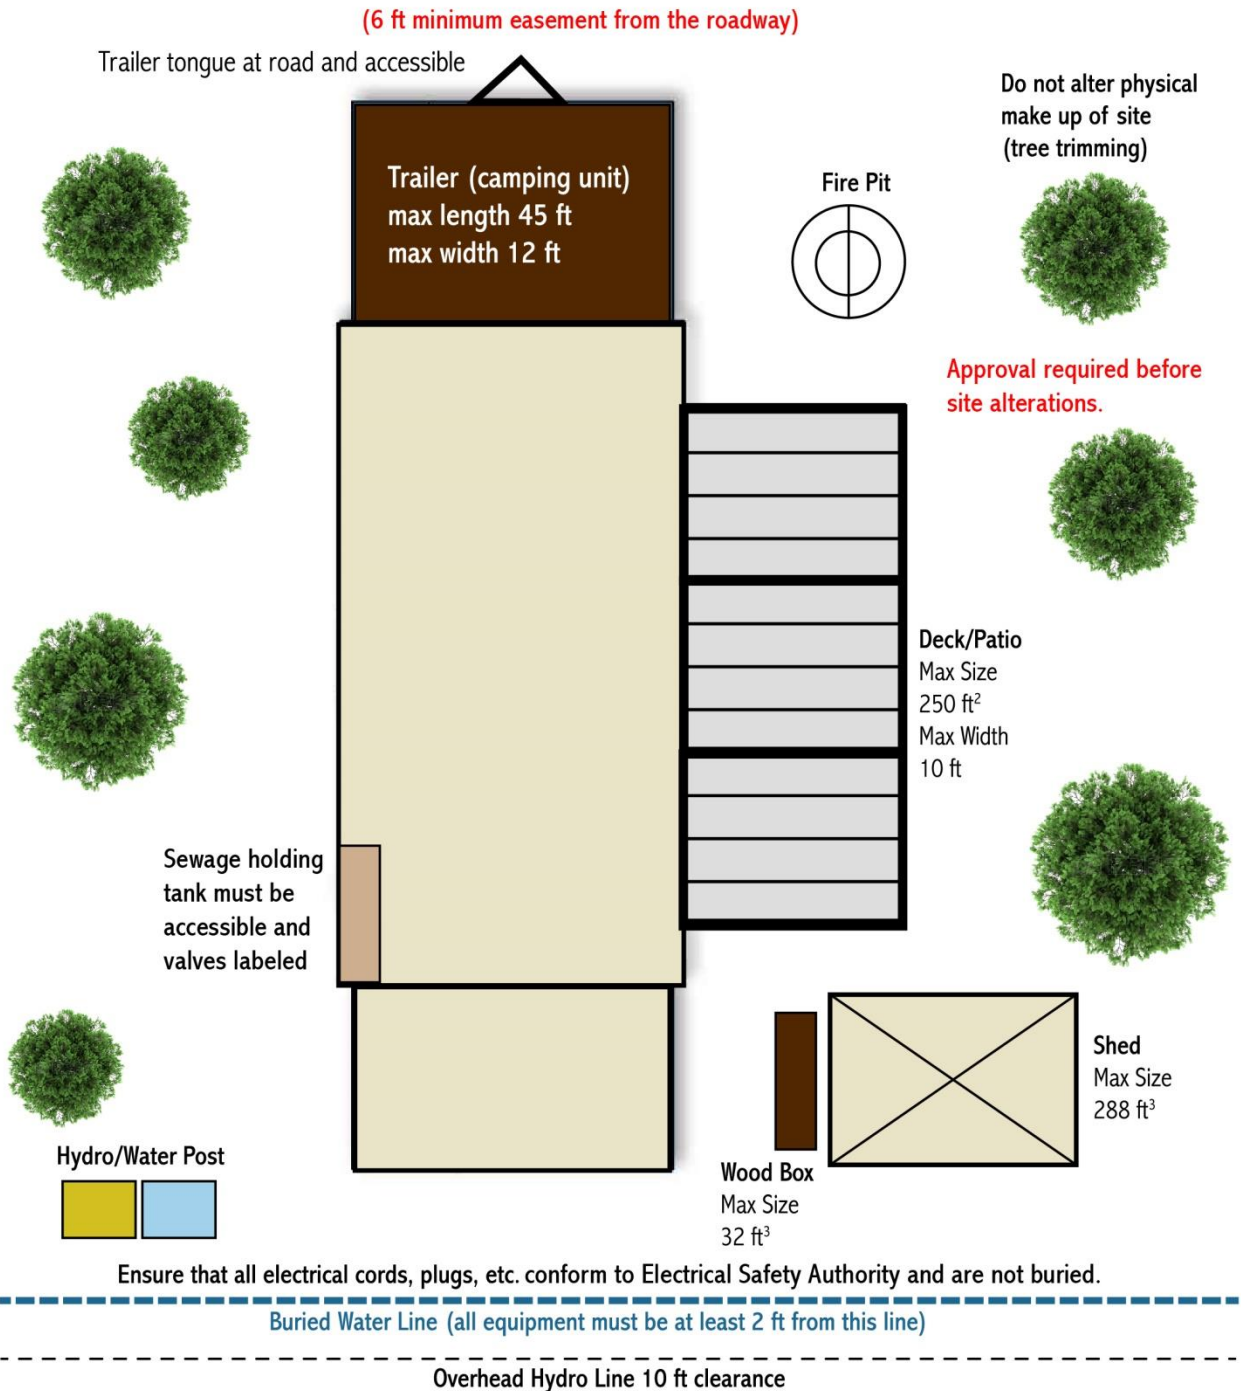 (6 ft minimum easement from the roadway)
Trailer tongue at road and accessible
Do not alter physical
make up of site
(tree trimming)
Trailer (camping unit)
max length 45 ft
max width 12 ft
Fire Pit
Approval required before
site alterations.
Deck/Patio
Max Size
250 ft²
Max Width
10 ft
Sewage holding
tank must be
accessible and
valves labeled
Shed
Max Size
288 ft³
Hydro/Water Post
Wood Box
Max Size
32 ft³
Ensure that all electrical cords, plugs, etc. conform to Electrical Safety Authority and are not buried.
Buried Water Line (all equipment must be at least 2 ft from this line)
Overhead Hydro Line 10 ft clearance